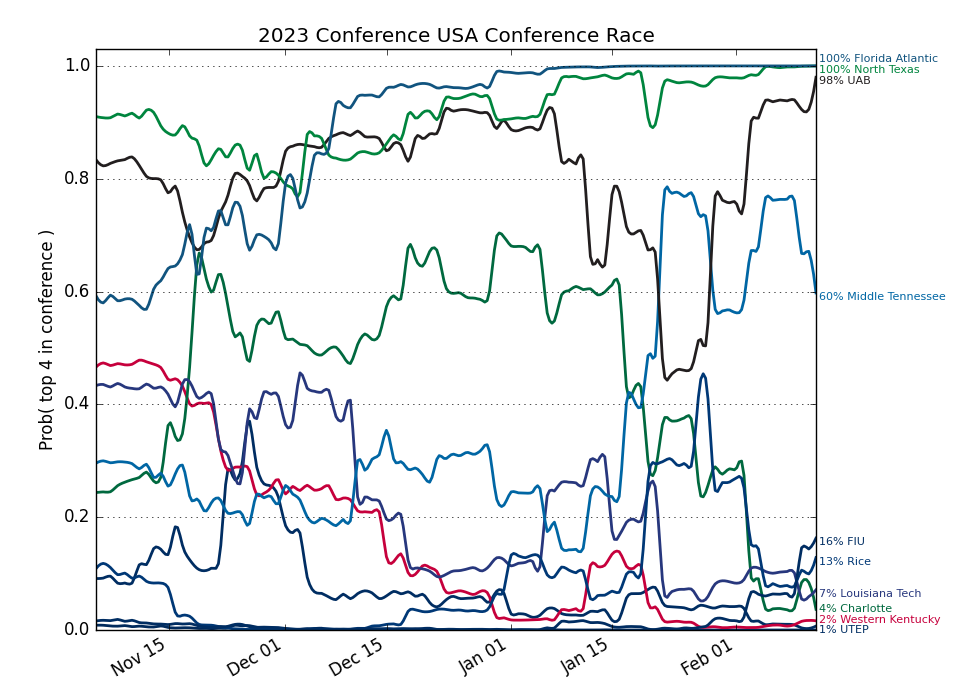 2023 Conference USA Conference Race
Prob( top 4 in conference )
1.0
0.8
0.6
0.4
0.2
0.0
Nov 15
Dec 01
Dec 15
Jan 01
Jan 15
Feb 01
100% Florida Atlantic
100% North Texas
98% UAB
60% Middle Tennessee
16% FIU
13% Rice
7% Louisiana Tech
4% Charlotte
2% Western Kentucky
1% UTEP